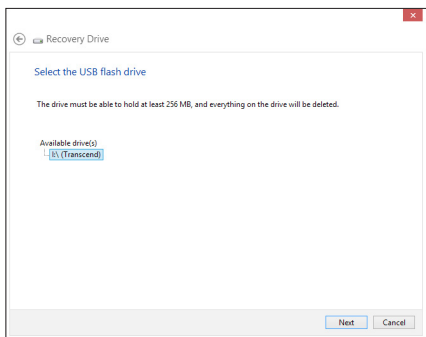 Recovery Drive
Select the USB flash drive
The drive must be able to hold at least 256 MB, and everything on the drive will be deleted.
Available drive(s)
I:\ (Transcend)
Next
Cancel